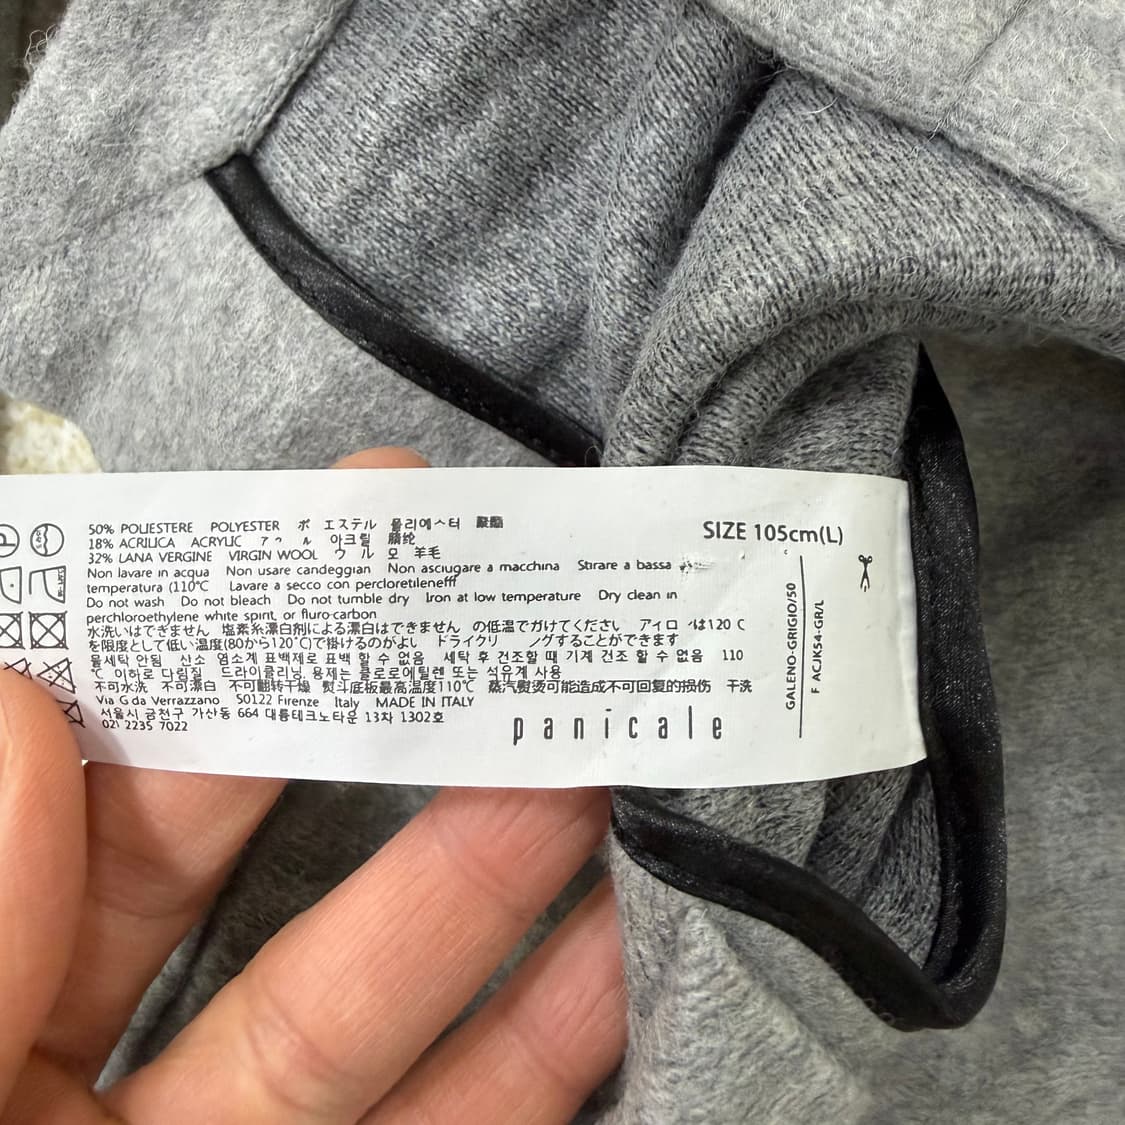 50% POLIESTERE POLYESTER ポ エステル 폴리에스터 聚酯
18% ACRILICA ACRYLIC ア ル 아크릴 腈纶
32% LANA VERGINE VIRGIN WOOL ウ ル 모 羊毛
Non lavare in acqua Non usare candeggian Non asciugare a macchina Stirare a bassa
temperatura (110°C Lavare a secco con percloretilenefff
Do not wash Do not bleach Do not tumble dry Iron at low temperature Dry clean in
perchloroethylene white spirit, or fluro-carbon
水洗いはできません 塩素系漂白剤による漂白はできません の低温でかけてください アイロ は120 C
を限度として低い温度(80から120°C)で掛けるのがよし ドライクリ ングすることができます
물세탁 안됨 산소 염소계 표백제로 표백 할 수 없음 세탁 후 건조할 때 기계 건조 할 수 없음 110
℃ 이하로 다림질 드라이클리닝, 용제는 클로로에틸렌 또는 석유계 사용
不可水洗 不可漂白 不可翻转干燥 熨斗底板最高温度110℃ 蒸汽熨烫可能造成不可回复的损伤 干洗
Via G da Verrazzano 50122 Firenze Italy MADE IN ITALY
서울시 금천구 가산동 664 대륭테크노타운 13차 1302호
02) 2235 7022
panicale
SIZE 105cm(L)
GALENO-GRIGIO/50
F ACJK54-GR/L